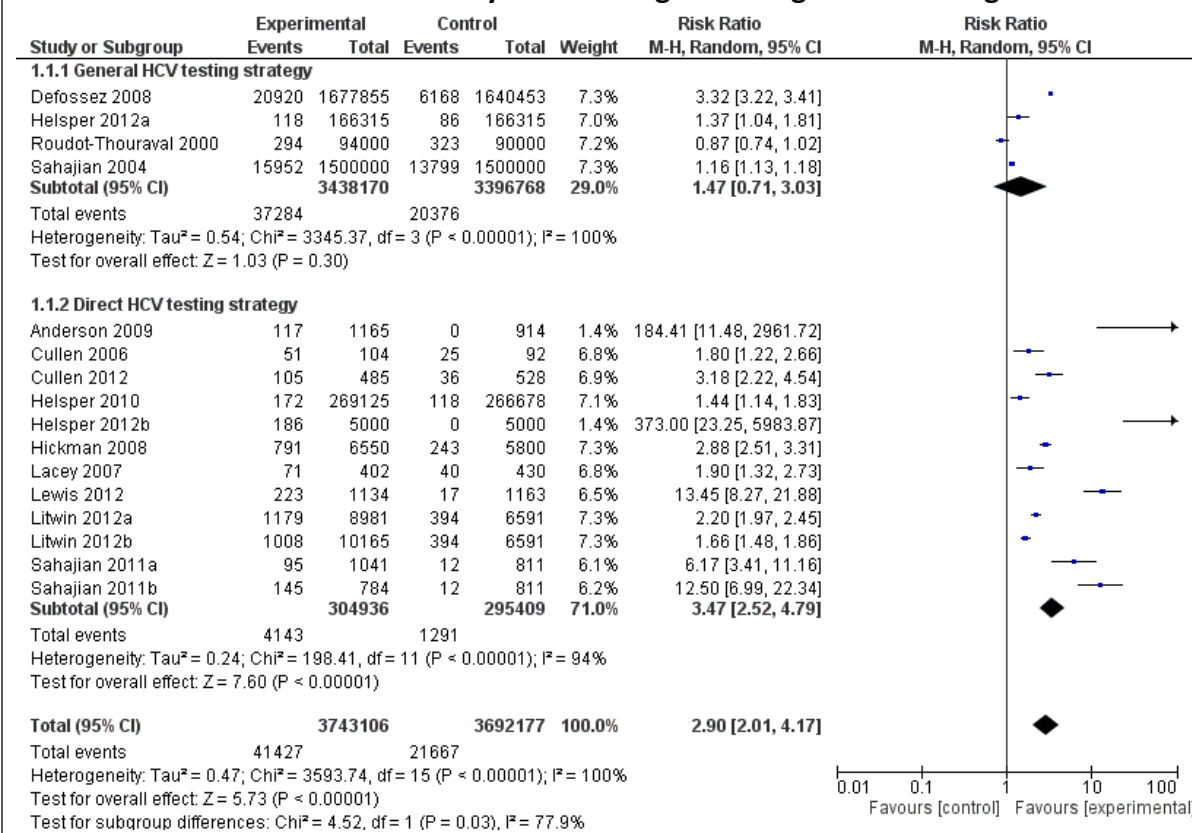 Experimental Control Risk Ratio Risk Ratio
Study or Subgroup Events Total Events Total Weight M-H, Random, 95% CI M-H, Random, 95% CI
1.1.1 General HCV testing strategy
Defossez 2008 20920 1677855 6168 1640453 7.3% 3.32 [3.22, 3.41]
Helsper 2012a 118 166315 86 166315 7.0% 1.37 [1.04, 1.81]
Roudot-Thouraval 2000 294 94000 323 90000 7.2% 0.87 [0.74, 1.02]
Sahajian 2004 15952 1500000 13799 1500000 7.3% 1.16 [1.13, 1.18]
Subtotal (95% CI) 3438170 3396768 29.0% 1.47 [0.71, 3.03]
Total events 37284 20376
Heterogeneity: Tau² = 0.54; Chi² = 3345.37, df = 3 (P < 0.00001); I² = 100%
Test for overall effect: Z = 1.03 (P = 0.30)
1.1.2 Direct HCV testing strategy
Anderson 2009 117 1165 0 914 1.4% 184.41 [11.48, 2961.72]
Cullen 2006 51 104 25 92 6.8% 1.80 [1.22, 2.66]
Cullen 2012 105 485 36 528 6.9% 3.18 [2.22, 4.54]
Helsper 2010 172 269125 118 266678 7.1% 1.44 [1.14, 1.83]
Helsper 2012b 186 5000 0 5000 1.4% 373.00 [23.25, 5983.87]
Hickman 2008 791 6550 243 5800 7.3% 2.88 [2.51, 3.31]
Lacey 2007 71 402 40 430 6.8% 1.90 [1.32, 2.73]
Lewis 2012 223 1134 17 1163 6.5% 13.45 [8.27, 21.88]
Litwin 2012a 1179 8981 394 6591 7.3% 2.20 [1.97, 2.45]
Litwin 2012b 1008 10165 394 6591 7.3% 1.66 [1.48, 1.86]
Sahajian 2011a 95 1041 12 811 6.1% 6.17 [3.41, 11.16]
Sahajian 2011b 145 784 12 811 6.2% 12.50 [6.99, 22.34]
Subtotal (95% CI) 304936 295409 71.0% 3.47 [2.52, 4.79]
Total events 4143 1291
Heterogeneity: Tau² = 0.24; Chi² = 198.41, df = 11 (P < 0.00001); I² = 94%
Test for overall effect: Z = 7.60 (P < 0.00001)
Total (95% CI) 3743106 3692177 100.0% 2.90 [2.01, 4.17]
Total events 41427 21667
Heterogeneity: Tau² = 0.47; Chi² = 3593.74, df = 15 (P < 0.00001); I² = 100%
Test for overall effect: Z = 5.73 (P < 0.00001)
Test for subgroup differences: Chi² = 4.52, df = 1 (P = 0.03), I² = 77.9%
0.01 0.1 1 10 100
Favours [control] Favours [experimental]